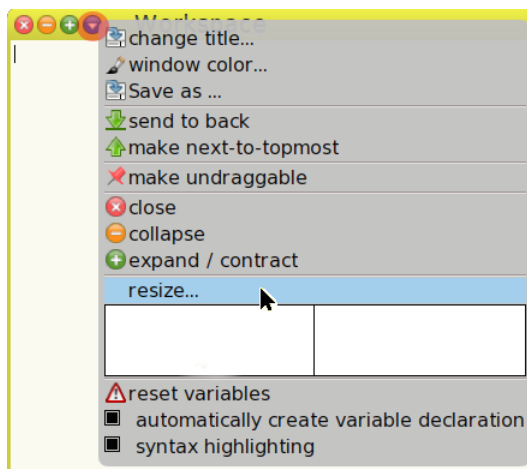 Workspace
change title...
window color...
Save as ...
send to back
make next-to-topmost
make undraggable
close
collapse
expand / contract
resize...
reset variables
automatically create variable declaration
syntax highlighting